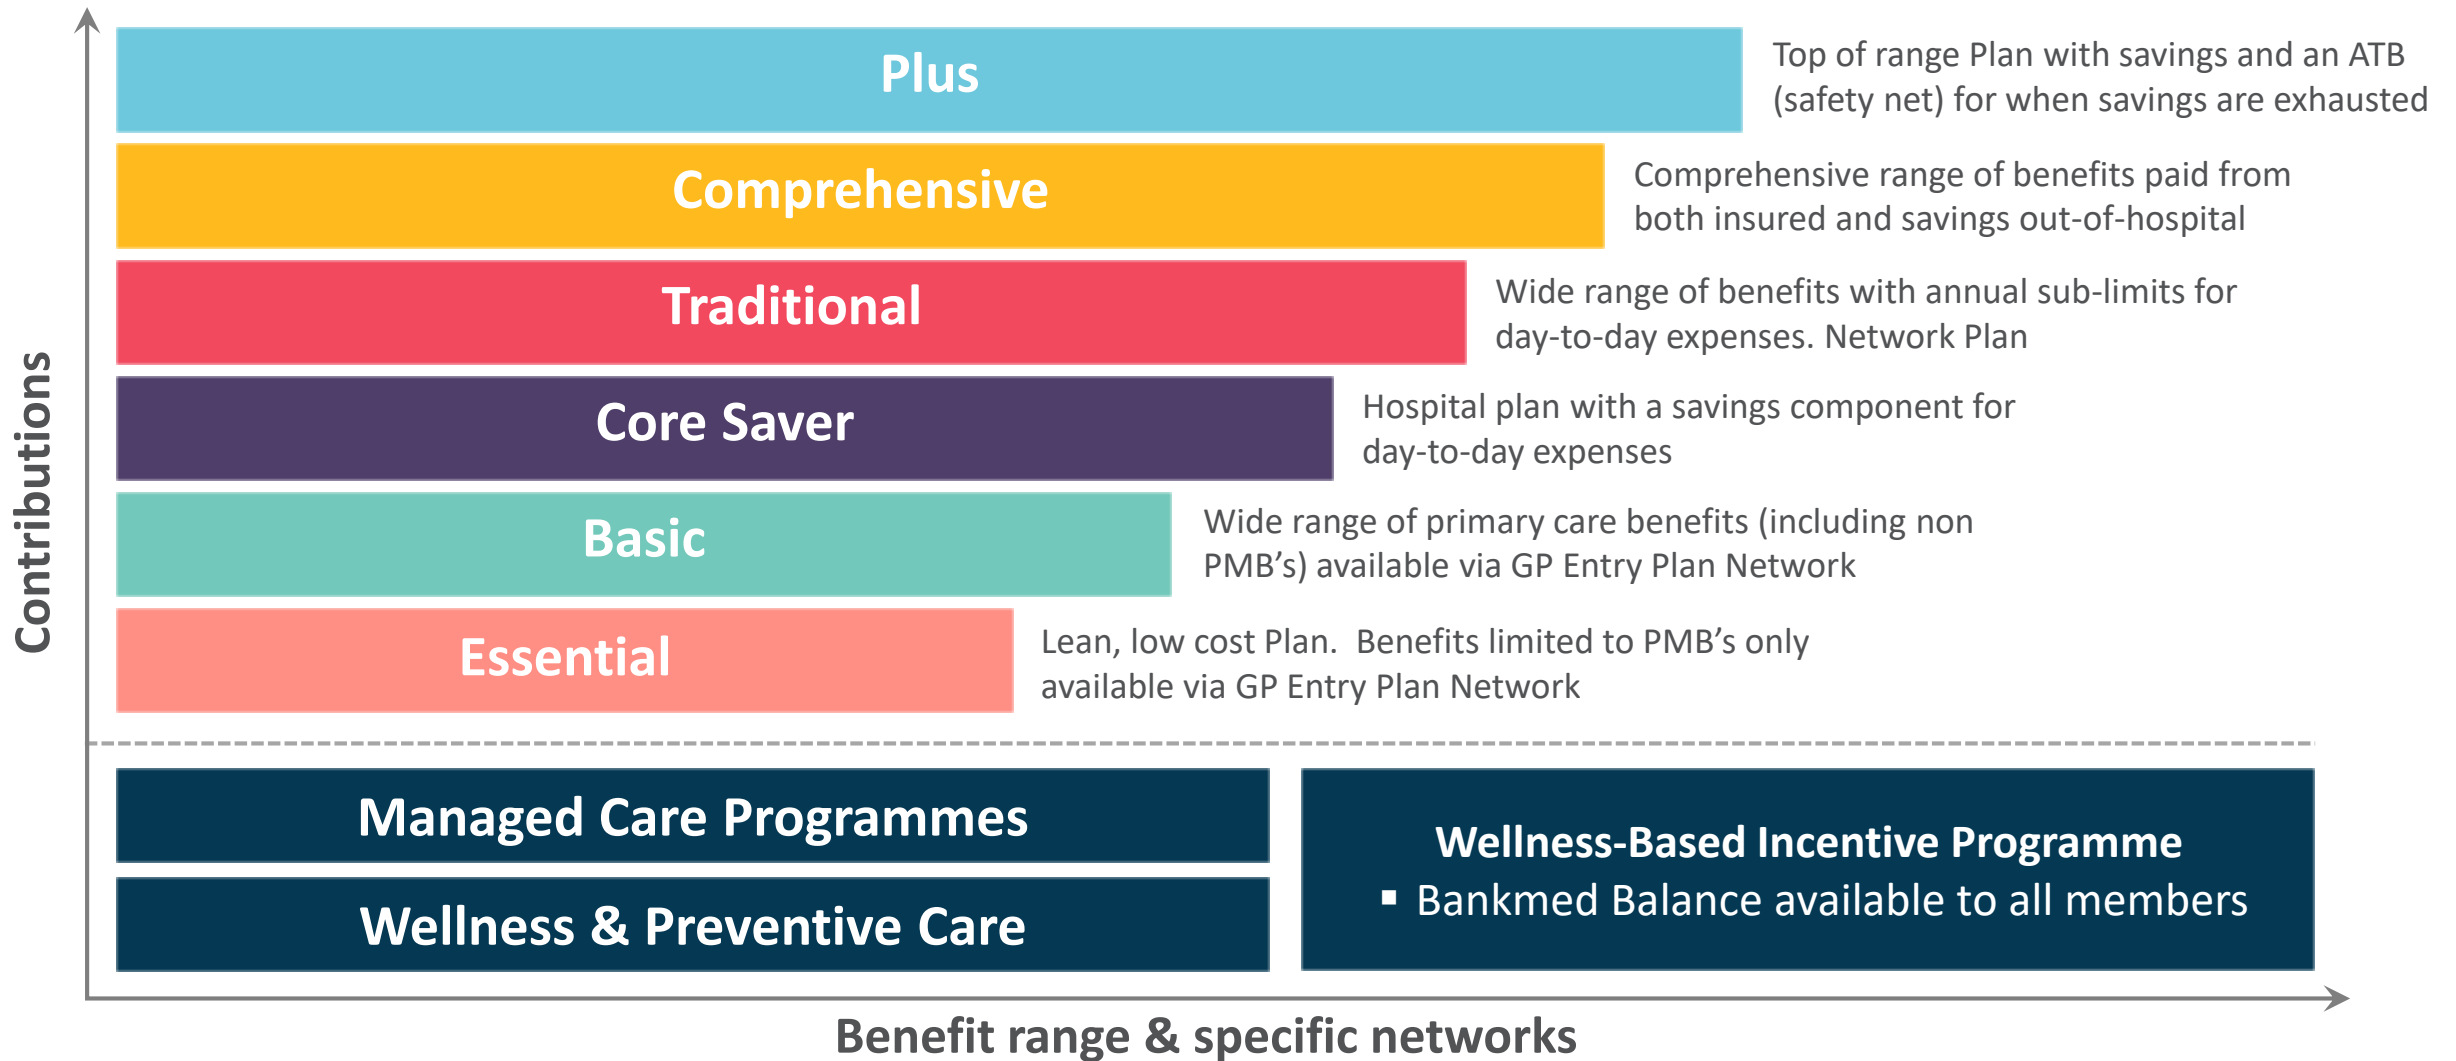 Plus
Top of range Plan with savings and an ATB
(safety net) for when savings are exhausted
Comprehensive
Comprehensive range of benefits paid from
both insured and savings out-of-hospital
Traditional
Wide range of benefits with annual sub-limits for
day-to-day expenses. Network Plan
Core Saver
Hospital plan with a savings component for
day-to-day expenses
Basic
Wide range of primary care benefits (including non
PMB’s) available via GP Entry Plan Network
Essential
Lean, low cost Plan.  Benefits limited to PMB’s only
available via GP Entry Plan Network
Contributions
Managed Care Programmes
Wellness & Preventive Care
Wellness-Based Incentive Programme
▪ Bankmed Balance available to all members
Benefit range & specific networks